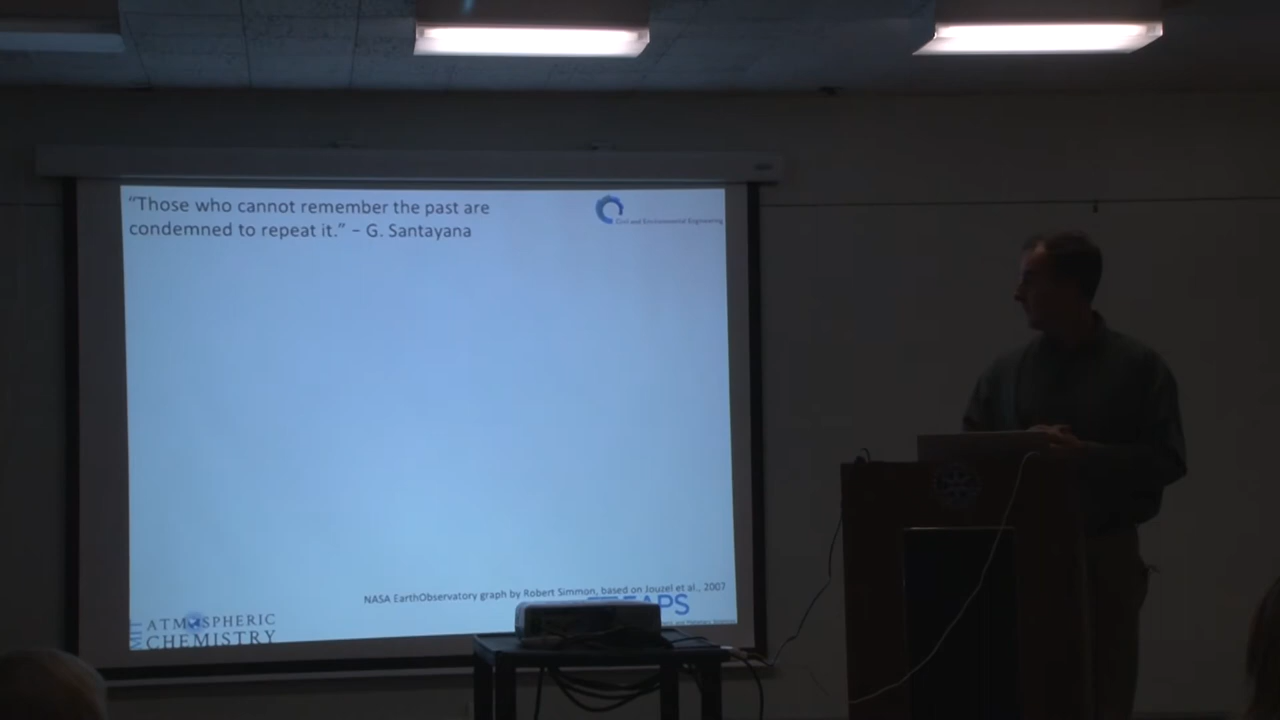 “Those who cannot remember the past are
condemned to repeat it.” – G. Santayana
Civil and Environmental Engineering
NASA EarthObservatory graph by Robert Simmon, based on Jouzel et al., 2007
EAPS
MIT
ATMOSPHERIC
CHEMISTRY